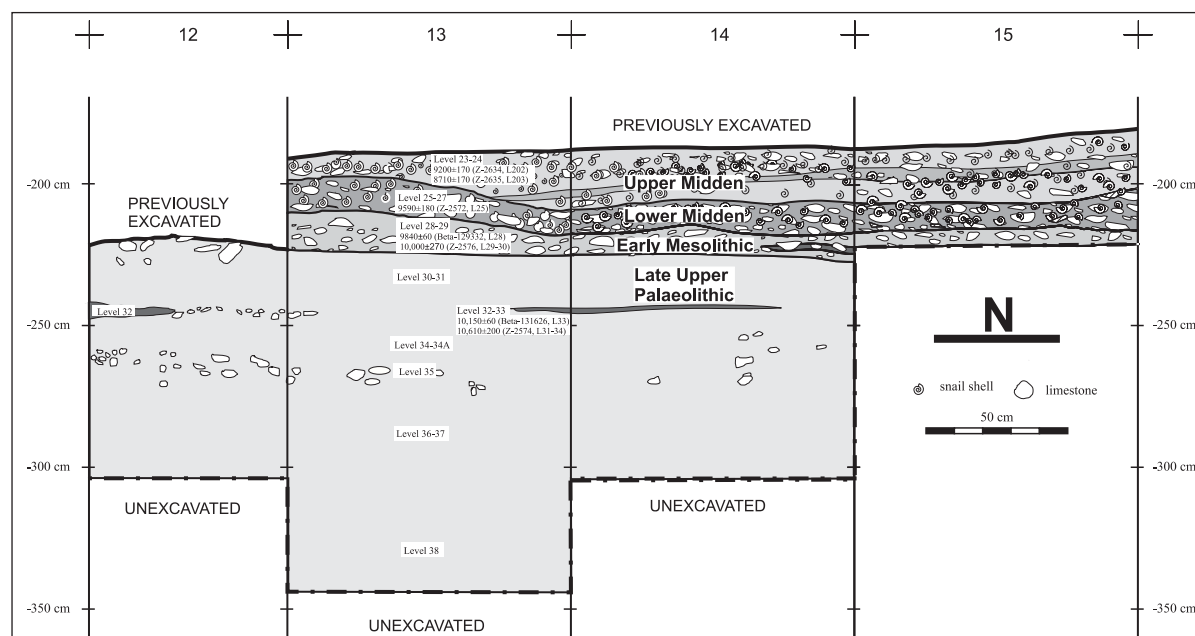 12
13
14
15
PREVIOUSLY EXCAVATED
Level 23-24
9200±170 (Z-2634, L202)
8710±170 (Z-2635, L203)
Upper Midden
-200 cm
-200 cm
PREVIOUSLY
EXCAVATED
Level 25-27
9590±180 (Z-2572, L25)
Lower Midden
Level 28-29
9840±60 (Beta-129332, L28)
10,000±270 (Z-2576, L29-30)
Early Mesolithic
Level 30-31
Late Upper
Palaeolithic
Level 32
Level 32-33
10,150±60 (Beta-131626, L33)
10,610±200 (Z-2574, L31-34)
N
-250 cm
-250 cm
Level 34-34A
Level 35
snail shell
limestone
50 cm
Level 36-37
-300 cm
-300 cm
UNEXCAVATED
UNEXCAVATED
Level 38
-350 cm
-350 cm
UNEXCAVATED